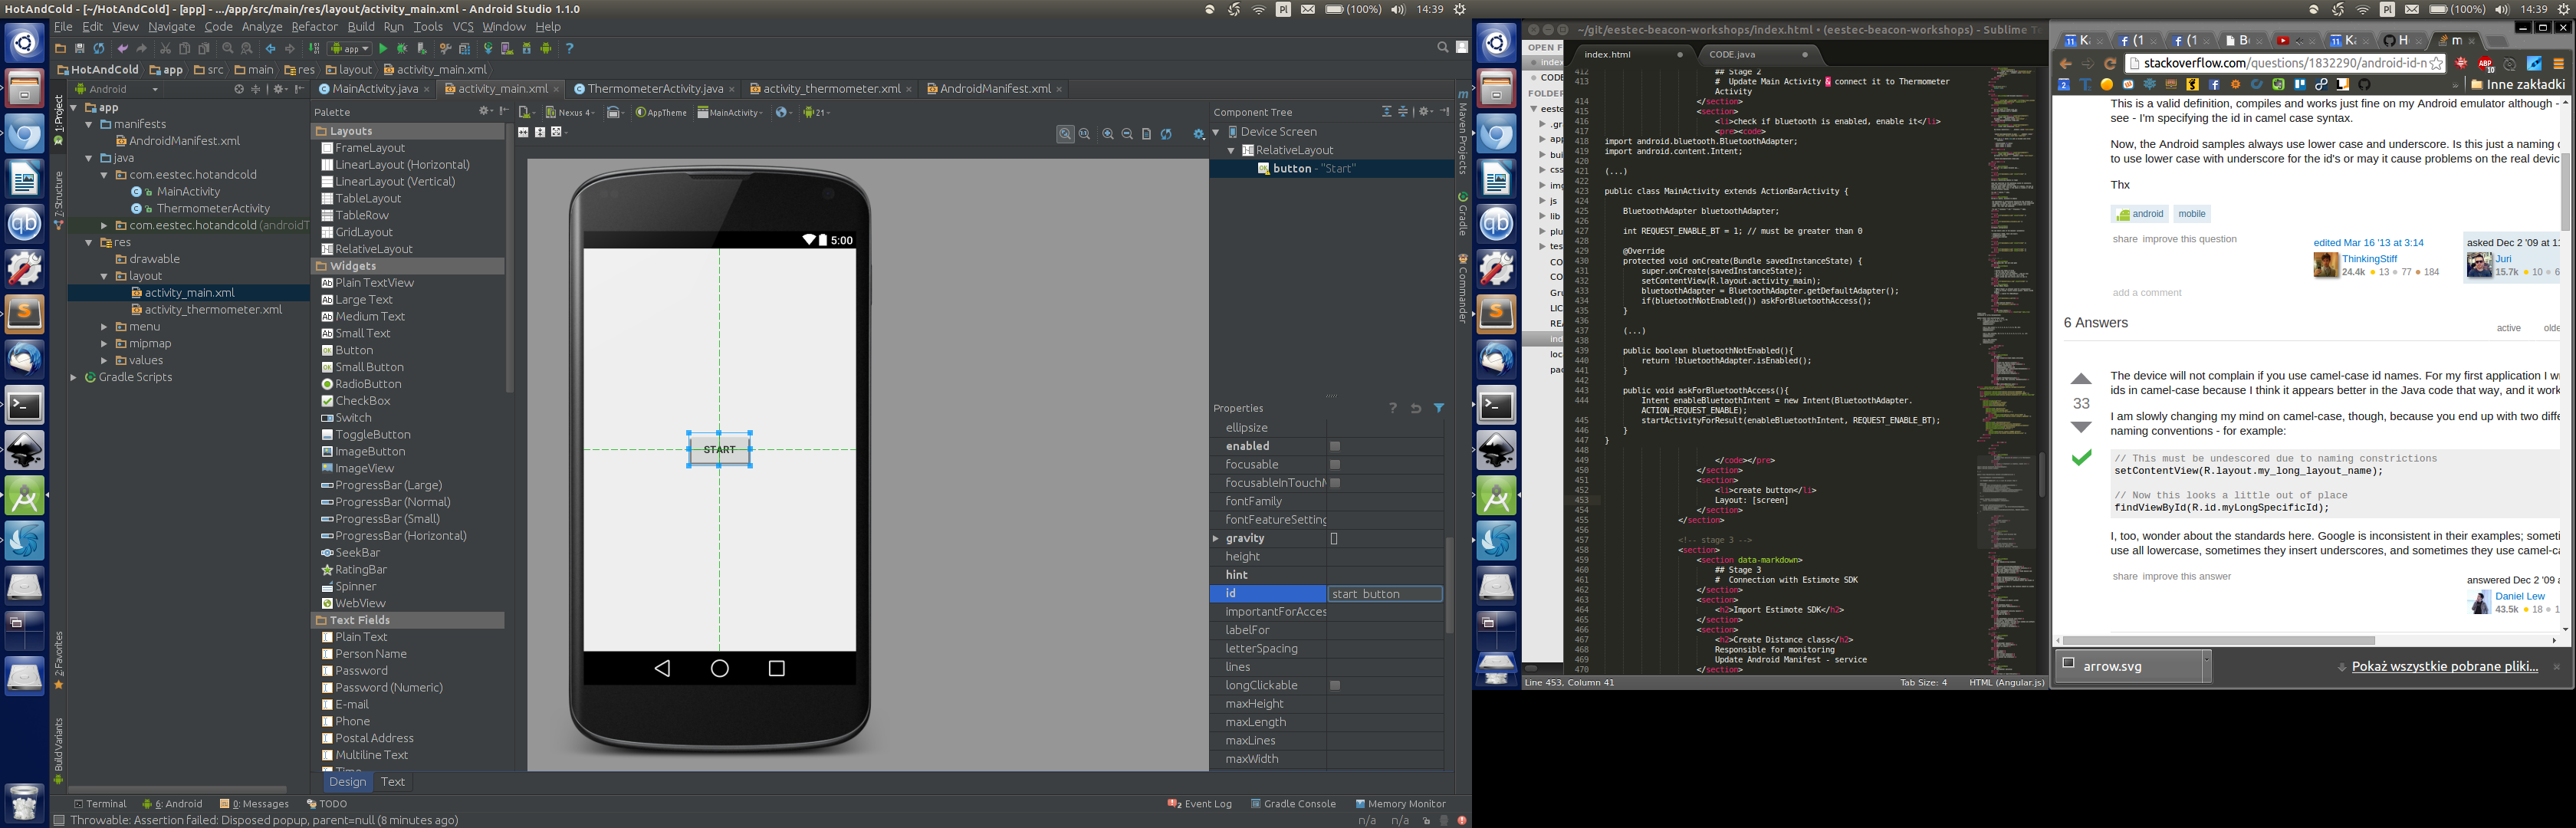 HotAndCold - [~/HotAndCold] - [app] - .../app/src/main/res/layout/activity_main.xml - Android Studio 1.1.0
Pl (100%) 14:39
File Edit View Navigate Code Analyze Refactor Build Run Tools VCS Window Help
app
HotAndCold app src main res layout activity_main.xml
Android
MainActivity.java activity_main.xml ThermometerActivity.java activity_thermometer.xml AndroidManifest.xml
1: Project
7: Structure
2: Favorites
Build Variants
app
manifests
AndroidManifest.xml
java
com.eestec.hotandcold
MainActivity
ThermometerActivity
com.eestec.hotandcold (androidT
res
drawable
layout
activity_main.xml
activity_thermometer.xml
menu
mipmap
values
Gradle Scripts
Palette
Layouts
FrameLayout
LinearLayout (Horizontal)
LinearLayout (Vertical)
TableLayout
TableRow
GridLayout
RelativeLayout
Widgets
Plain TextView
Large Text
Medium Text
Small Text
Button
Small Button
RadioButton
CheckBox
Switch
ToggleButton
ImageButton
ImageView
ProgressBar (Large)
ProgressBar (Normal)
ProgressBar (Small)
ProgressBar (Horizontal)
SeekBar
RatingBar
Spinner
WebView
Text Fields
Plain Text
Person Name
Password
Password (Numeric)
E-mail
Phone
Postal Address
Multiline Text
Design Text
Nexus 4 AppTheme MainActivity 21
5:00
START
Component Tree
Device Screen
RelativeLayout
button - "Start"
Properties
ellipsize
enabled
focusable
focusableInTouchM
fontFamily
fontFeatureSetting
gravity []
height
hint
id start_button
importantForAcces
labelFor
letterSpacing
lines
longClickable
maxHeight
maxLength
maxLines
maxWidth
Maven Projects
Gradle
Commander
Terminal 6: Android 0: Messages TODO
2 Event Log Gradle Console Memory Monitor
Throwable: Assertion failed: Disposed popup, parent=null (8 minutes ago)
n/a n/a
~/git/eestec-beacon-workshops/index.html • (eestec-beacon-workshops) - Sublime T
OPEN F
index
CODE
FOLDER
eeste
.gr
app
bui
css
img
js
lib
plu
tes
CO
CO
Gru
LIC
REA
ind
loc
pac
index.html CODE.java
412 ## Stage 2
413 # Update Main Activity & connect it to Thermometer
Activity
414 </section>
415 <section>
416 <li>check if bluetooth is enabled, enable it</li>
417 <pre><code>
418 import android.bluetooth.BluetoothAdapter;
419 import android.content.Intent;
420
421 (...)
422
423 public class MainActivity extends ActionBarActivity {
424
425 BluetoothAdapter bluetoothAdapter;
426
427 int REQUEST_ENABLE_BT = 1; // must be greater than 0
428
429 @Override
430 protected void onCreate(Bundle savedInstanceState) {
431 super.onCreate(savedInstanceState);
432 setContentView(R.layout.activity_main);
433 bluetoothAdapter = BluetoothAdapter.getDefaultAdapter();
434 if(bluetoothNotEnabled()) askForBluetoothAccess();
435 }
436
437 (...)
438
439 public boolean bluetoothNotEnabled(){
440 return !bluetoothAdapter.isEnabled();
441 }
442
443 public void askForBluetoothAccess(){
444 Intent enableBluetoothIntent = new Intent(BluetoothAdapter.
ACTION_REQUEST_ENABLE);
445 startActivityForResult(enableBluetoothIntent, REQUEST_ENABLE_BT);
446 }
447 }
448
449 </code></pre>
450 </section>
451 <section>
452 <li>create button</li>
453 Layout: [screen]
454 </section>
455 </section>
456
457 <!-- stage 3 -->
458 <section>
459 <section data-markdown>
460 ## Stage 3
461 # Connection with Estimote SDK
462 </section>
463 <section>
464 <h2>Import Estimote SDK</h2>
465 </section>
466 <section>
467 <h2>Create Distance class</h2>
468 Responsible for monitoring
469 Update Android Manifest - service
470 </section>
Line 453, Column 41 Tab Size: 4 HTML (Angular.js)
Pl (100%) 14:39
stackoverflow.com/questions/1832290/android-id-n
Inne zakładki
This is a valid definition, compiles and works just fine on my Android emulator although -
see - I'm specifying the id in camel case syntax.
Now, the Android samples always use lower case and underscore. Is this just a naming c
to use lower case with underscore for the id's or may it cause problems on the real devic
Thx
android mobile
share improve this question
edited Mar 16 '13 at 3:14
ThinkingStiff
24.4k 13 77 184
asked Dec 2 '09 at 11
Juri
15.7k 10 6
add a comment
6 Answers
active olde
33
The device will not complain if you use camel-case id names. For my first application I w
ids in camel-case because I think it appears better in the Java code that way, and it work
I am slowly changing my mind on camel-case, though, because you end up with two diffe
naming conventions - for example:
// This must be undescored due to naming constrictions
setContentView(R.layout.my_long_layout_name);
// Now this looks a little out of place
findViewById(R.id.myLongSpecificId);
I, too, wonder about the standards here. Google is inconsistent in their examples; someti
use all lowercase, sometimes they insert underscores, and sometimes they use camel-ca
share improve this answer
answered Dec 2 '09 a
Daniel Lew
43.5k 18 1
arrow.svg
Pokaż wszystkie pobrane pliki...